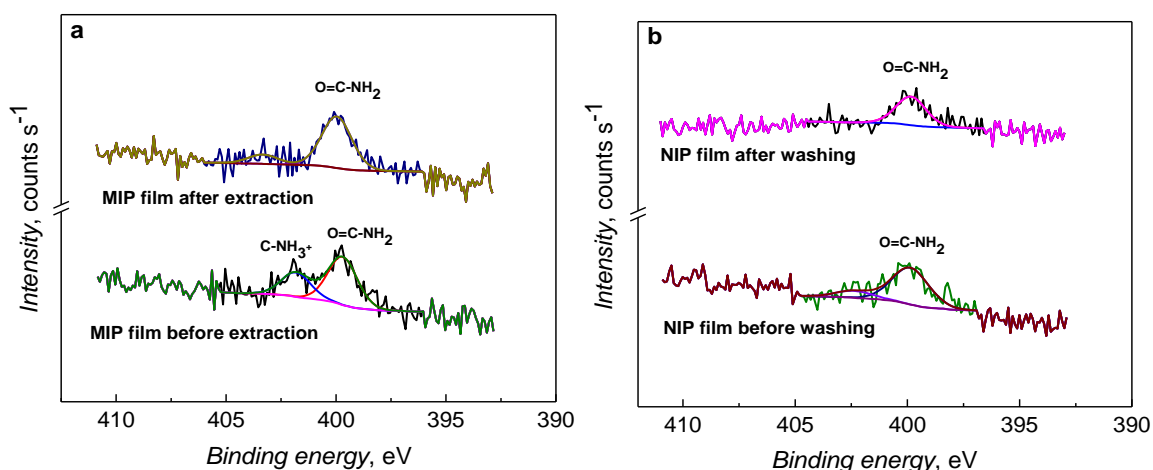 a
O=C-NH2
MIP film after extraction
C-NH3+
O=C-NH2
MIP film before extraction
Intensity, counts s-1
410 405 400 395 390
Binding energy, eV
b
O=C-NH2
NIP film after washing
O=C-NH2
NIP film before washing
Intensity, counts s-1
410 405 400 395 390
Binding energy, eV